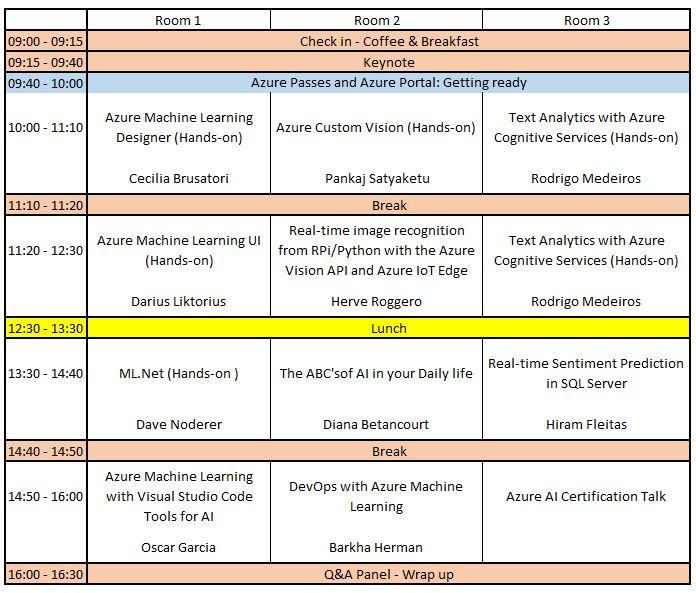 Room 1 Room 2 Room 3
09:00 - 09:15 Check in - Coffee & Breakfast
09:15 - 09:40 Keynote
09:40 - 10:00 Azure Passes and Azure Portal: Getting ready
10:00 - 11:10
Azure Machine Learning
Designer (Hands-on)
Cecilia Brusatori
Azure Custom Vision (Hands-on)
Pankaj Satyaketu
Text Analytics with Azure
Cognitive Services (Hands-on)
Rodrigo Medeiros
11:10 - 11:20 Break
11:20 - 12:30
Azure Machine Learning UI
(Hands-on)
Darius Liktorius
Real-time image recognition
from RPi/Python with the Azure
Vision API and Azure IoT Edge
Herve Roggero
Text Analytics with Azure
Cognitive Services (Hands-on)
Rodrigo Medeiros
12:30 - 13:30 Lunch
13:30 - 14:40
ML.Net (Hands-on )
Dave Noderer
The ABC'sof AI in your Daily life
Diana Betancourt
Real-time Sentiment Prediction
in SQL Server
Hiram Fleitas
14:40 - 14:50 Break
14:50 - 16:00
Azure Machine Learning
with Visual Studio Code
Tools for AI
Oscar Garcia
DevOps with Azure Machine
Learning
Barkha Herman
Azure AI Certification Talk
16:00 - 16:30 Q&A Panel - Wrap up